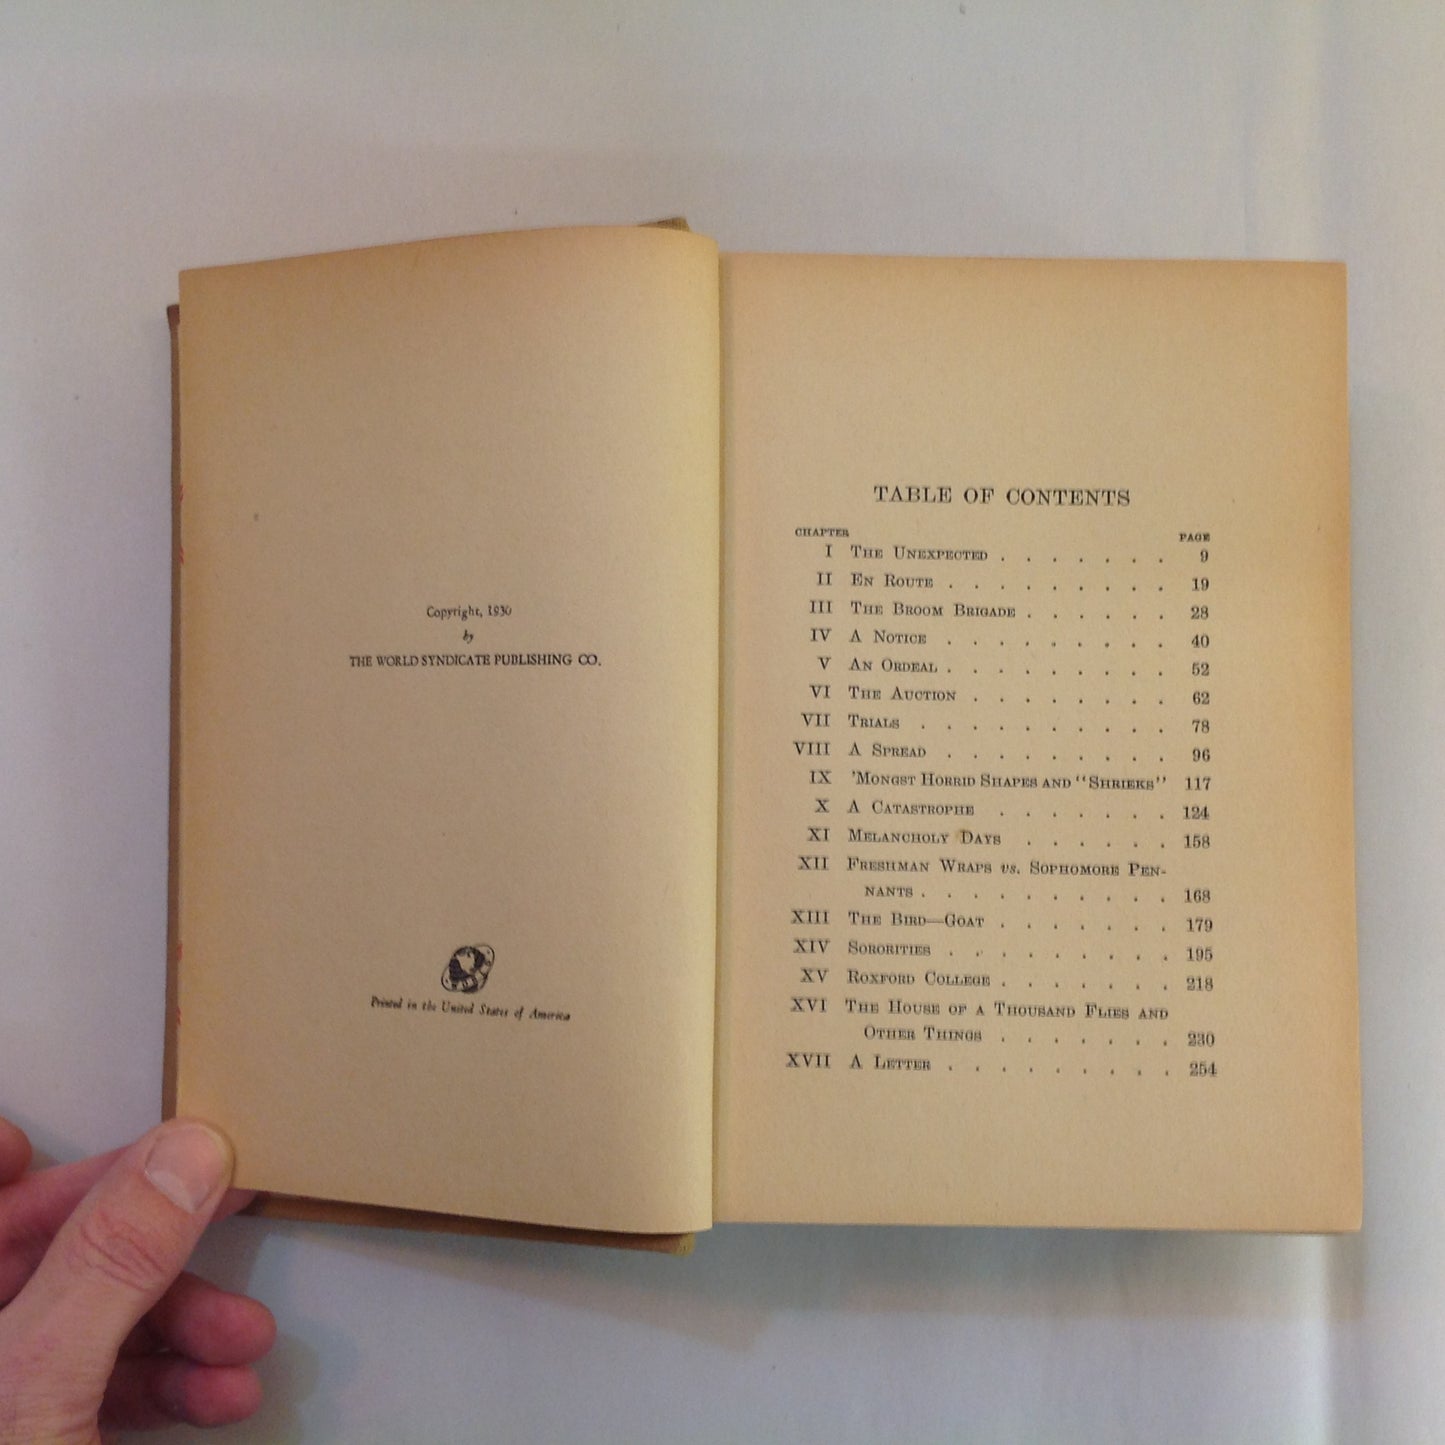 Copyright, 1930
by
THE WORLD SYNDICATE PUBLISHING CO.
Printed in the United States of America
TABLE OF CONTENTS
CHAPTER PAGE
I THE UNEXPECTED . . . . . . . 9
II EN ROUTE . . . . . . . . . 19
III THE BROOM BRIGADE . . . . . . 28
IV A NOTICE . . . . . . . . . 40
V AN ORDEAL . . . . . . . . . 52
VI THE AUCTION . . . . . . . . 62
VII TRIALS . . . . . . . . . . 78
VIII A SPREAD . . . . . . . . . 96
IX 'MONGST HORRID SHAPES AND "SHRIEKS" 117
X A CATASTROPHE . . . . . . . 124
XI MELANCHOLY DAYS . . . . . . 158
XII FRESHMAN WRAPS vs. SOPHOMORE PEN-
NANTS . . . . . . . . . . 168
XIII THE BIRD—GOAT . . . . . . . 179
XIV SORORITIES . . . . . . . . . 195
XV ROXFORD COLLEGE . . . . . . . 218
XVI THE HOUSE OF A THOUSAND FLIES AND
OTHER THINGS . . . . . . . 230
XVII A LETTER . . . . . . . . . 254